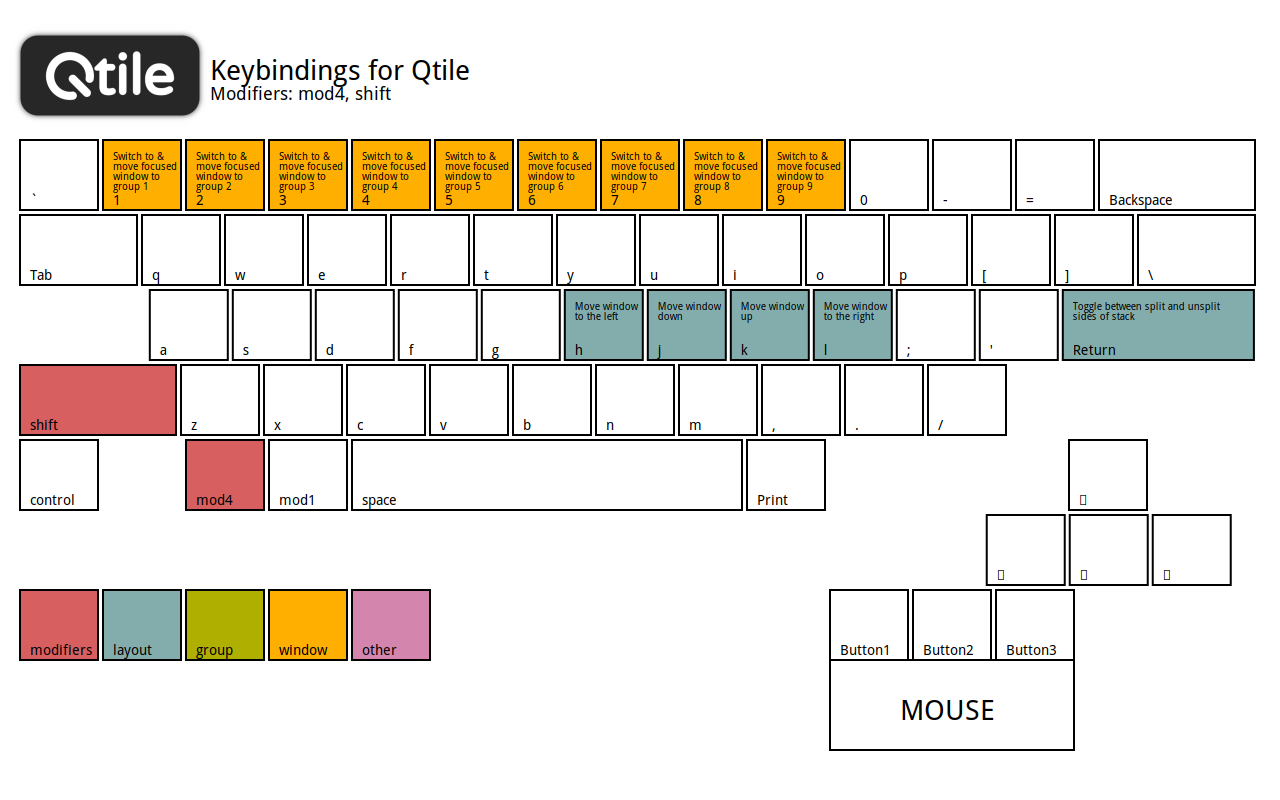 Qtile
Keybindings for Qtile
Modifiers: mod4, shift
`
Switch to &
move focused
window to
group 1
1
Switch to &
move focused
window to
group 2
2
Switch to &
move focused
window to
group 3
3
Switch to &
move focused
window to
group 4
4
Switch to &
move focused
window to
group 5
5
Switch to &
move focused
window to
group 6
6
Switch to &
move focused
window to
group 7
7
Switch to &
move focused
window to
group 8
8
Switch to &
move focused
window to
group 9
9
0
-
=
Backspace
Tab
q
w
e
r
t
y
u
i
o
p
[
]
\
a
s
d
f
g
Move window
to the left
h
Move window
down
j
Move window
up
k
Move window
to the right
l
;
'
Toggle between split and unsplit
sides of stack
Return
shift
z
x
c
v
b
n
m
,
.
/
control
mod4
mod1
space
Print
modifiers
layout
group
window
other
Button1
Button2
Button3
MOUSE